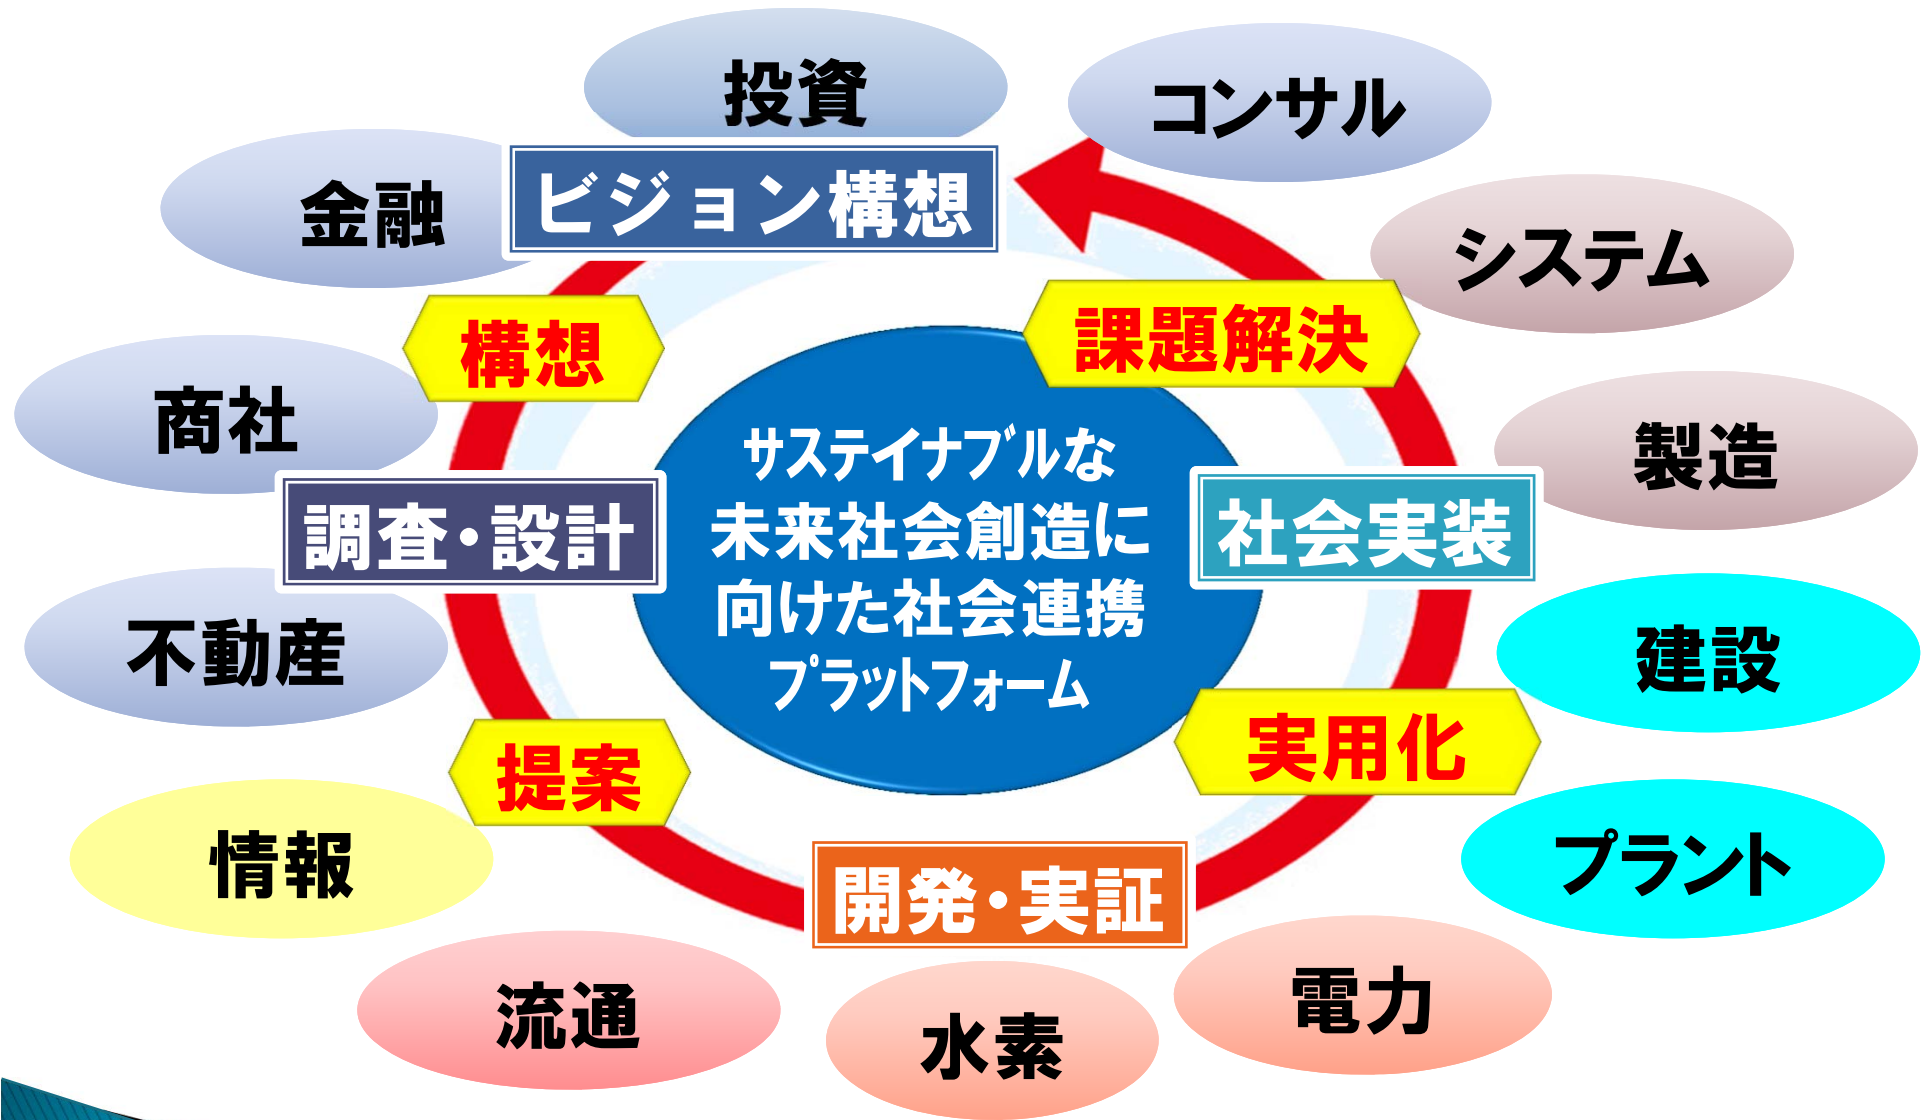 投資
コンサル
金融
ビジョン構想
システム
構想
課題解決
商社
製造
サステイナブルな
未来社会創造に
向けた社会連携
プラットフォーム
調査・設計
社会実装
不動産
建設
提案
実用化
情報
プラント
開発・実証
流通
水素
電力